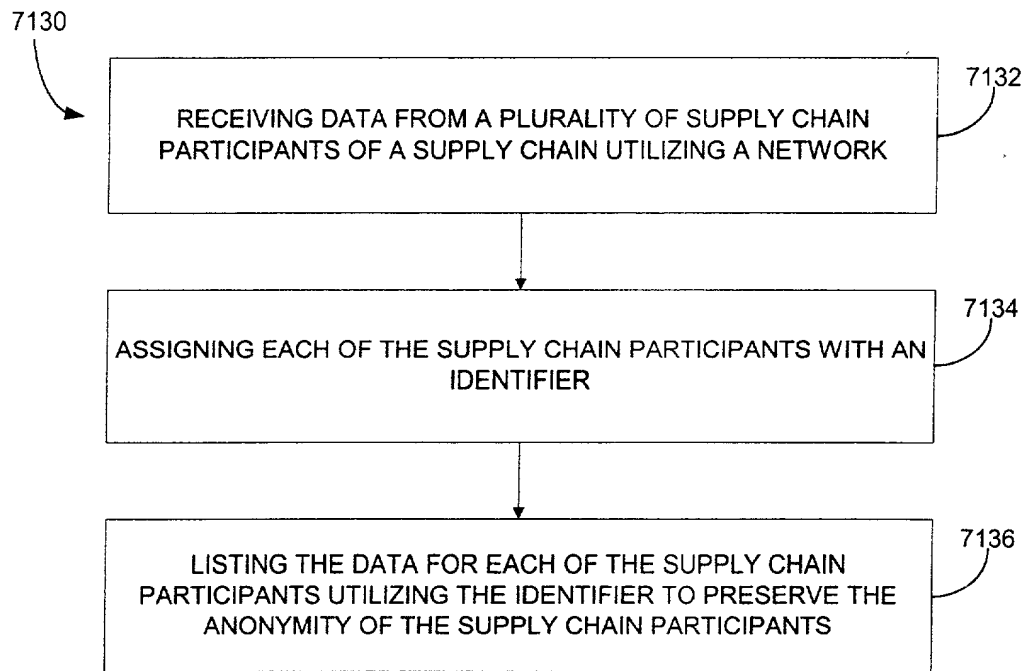 7130
7132
RECEIVING DATA FROM A PLURALITY OF SUPPLY CHAIN
PARTICIPANTS OF A SUPPLY CHAIN UTILIZING A NETWORK
7134
ASSIGNING EACH OF THE SUPPLY CHAIN PARTICIPANTS WITH AN
IDENTIFIER
7136
LISTING THE DATA FOR EACH OF THE SUPPLY CHAIN
PARTICIPANTS UTILIZING THE IDENTIFIER TO PRESERVE THE
ANONYMITY OF THE SUPPLY CHAIN PARTICIPANTS